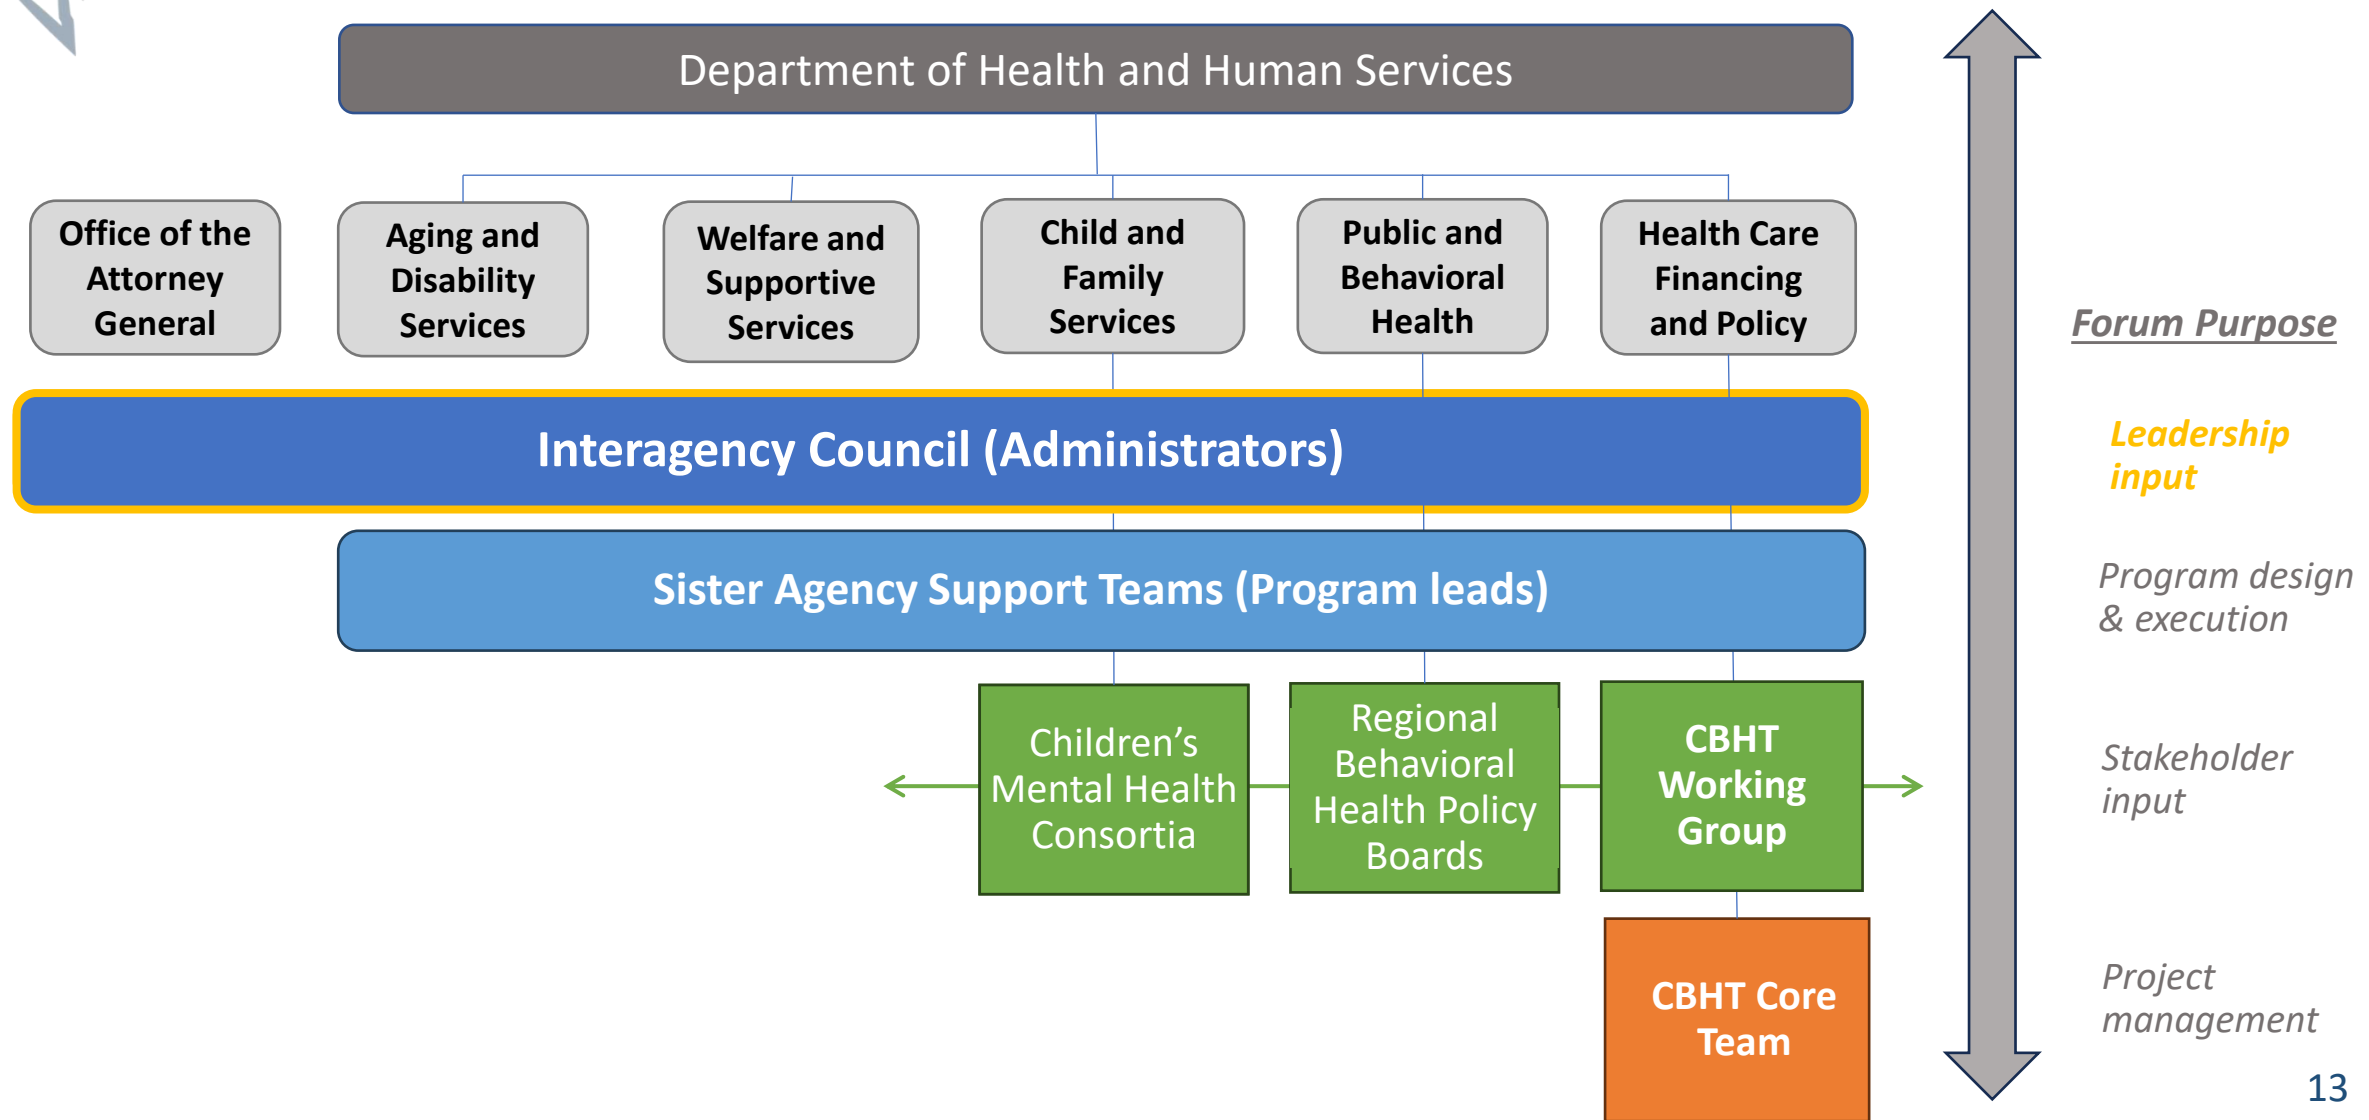 Department of Health and Human Services
Office of the
Attorney
General
Aging and
Disability
Services
Welfare and
Supportive
Services
Child and
Family
Services
Public and
Behavioral
Health
Health Care
Financing
and Policy
Forum Purpose
Interagency Council (Administrators)
Leadership
input
Sister Agency Support Teams (Program leads)
Program design
& execution
Children’s
Mental Health
Consortia
Regional
Behavioral
Health Policy
Boards
CBHT
Working
Group
Stakeholder
input
CBHT Core
Team
Project
management
13